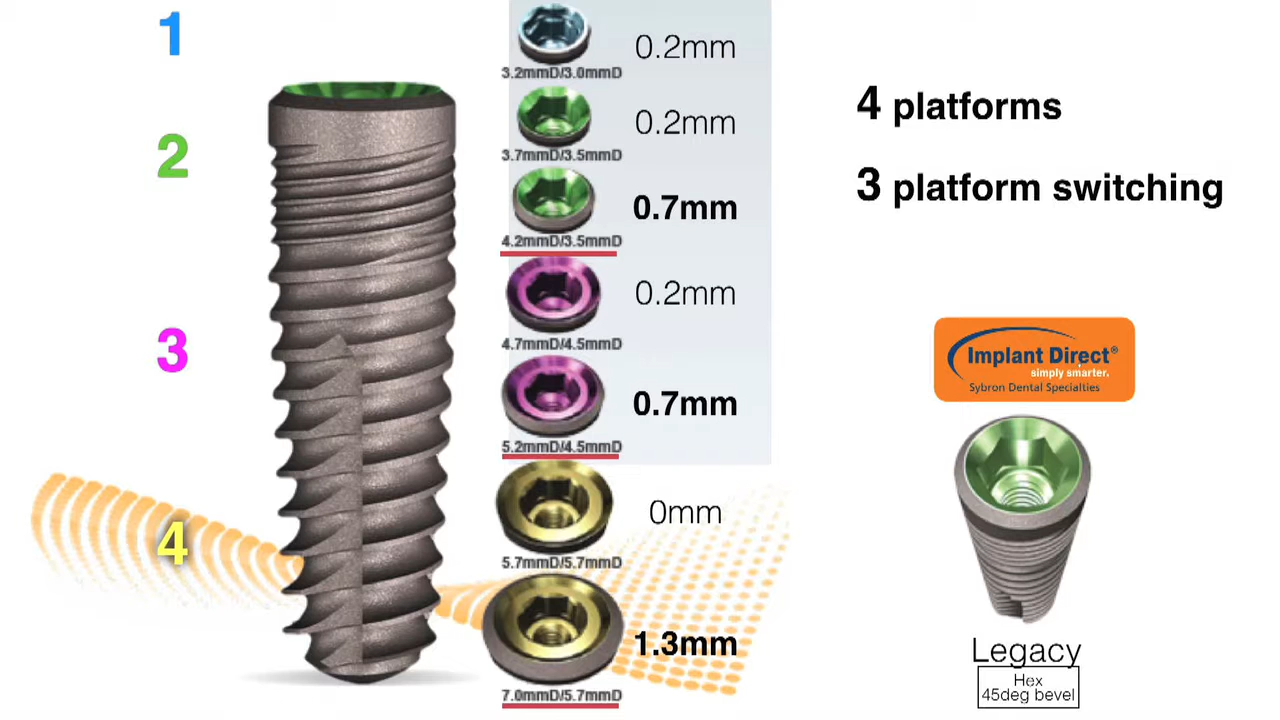 1
2
3
4
3.2mmD/3.0mmD
0.2mm
3.7mmD/3.5mmD
0.2mm
4.2mmD/3.5mmD
0.7mm
4.7mmD/4.5mmD
0.2mm
5.2mmD/4.5mmD
0.7mm
5.7mmD/5.7mmD
0mm
7.0mmD/5.7mmD
1.3mm
4 platforms
3 platform switching
Implant Direct®
simply smarter.
Sybron Dental Specialties
Legacy
Hex
45deg bevel